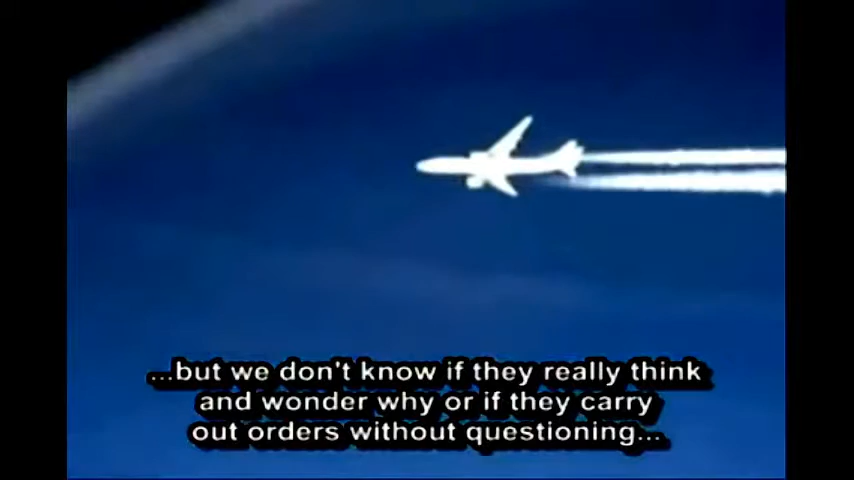 ...but we don't know if they really think
and wonder why or if they carry
out orders without questioning...